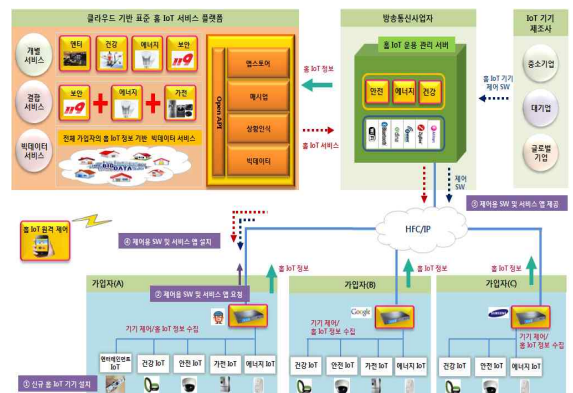 클라우드 기반 표준 홈 IoT 서비스 플랫폼
개별
서비스
엔터
건강
에너지
보안
결합
서비스
보안
에너지
가전
빅데이터
서비스
전체 가입자의 홈 IoT 정보 기반 빅데이터 서비스
BIG DATA
Open API
앱스토어
매시업
상황인식
빅데이터
홈 IoT 정보
홈 IoT 서비스
방송통신사업자
홈 IoT 운용 관리 서버
안전
에너지
건강
홈 IoT 기기
제어 SW
IoT 기기
제조사
중소기업
대기업
글로벌
기업
제어
SW
③ 제어용 SW 및 서비스 앱 제공
HFC/IP
홈 IoT 원격 제어
④ 제어용 SW 및 서비스 앱 설치
가입자(A)
홈 IoT 정보
② 제어용 SW 및 서비스 앱 요청
기기 제어/홈 IoT 정보 수집
엔터테인먼트
IoT
건강 IoT
안전 IoT
가전 IoT
에너지 IoT
① 신규 홈 IoT 기기 설치
가입자(B)
홈 IoT 정보
Google
기기 제어/
홈 IoT 정보 수집
건강 IoT
안전 IoT
가전 IoT
에너지 IoT
가입자(C)
홈 IoT 정보
SAMSUNG
기기 제어/
홈 IoT 정보 수집
건강 IoT
안전 IoT
에너지 IoT